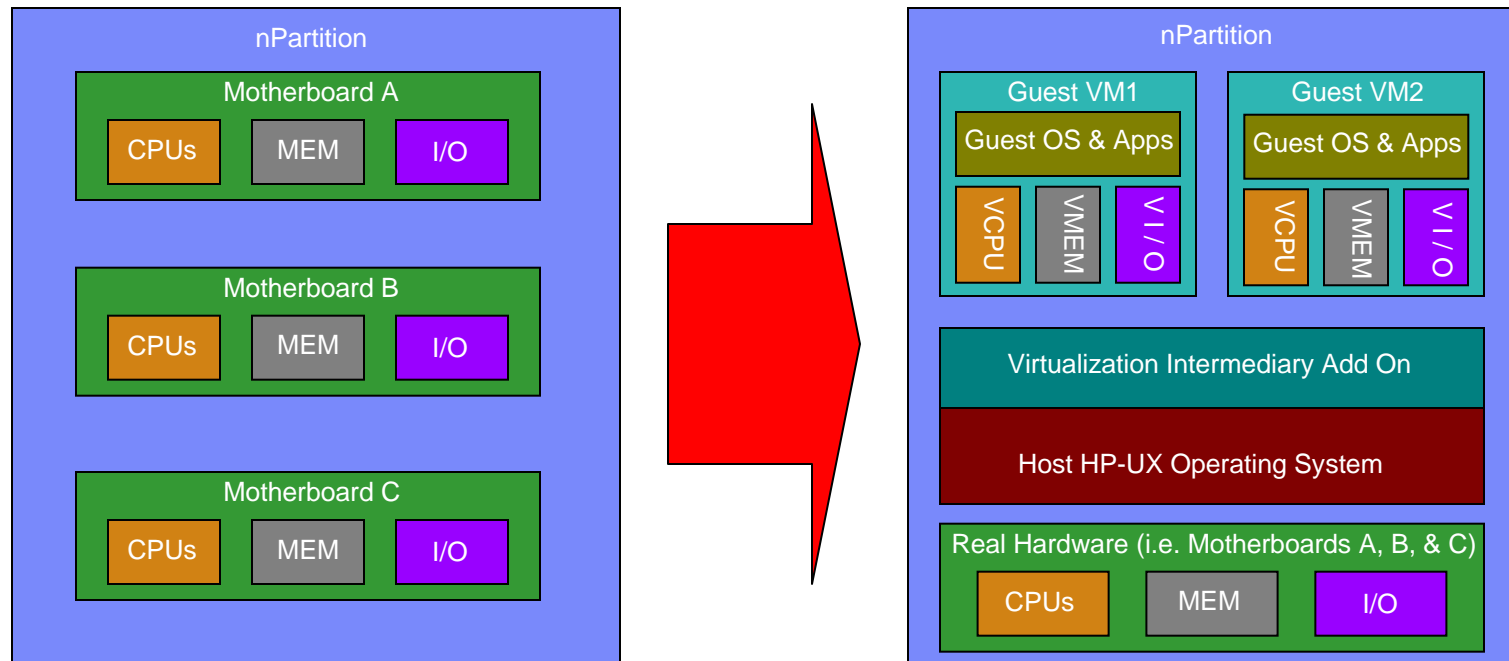 nPartition
Motherboard A
CPUs
MEM
I/O
Motherboard B
CPUs
MEM
I/O
Motherboard C
CPUs
MEM
I/O
nPartition
Guest VM1
Guest OS & Apps
VCPU
VMEM
V I / O
Guest VM2
Guest OS & Apps
VCPU
VMEM
V I / O
Virtualization Intermediary Add On
Host HP-UX Operating System
Real Hardware (i.e. Motherboards A, B, & C)
CPUs
MEM
I/O